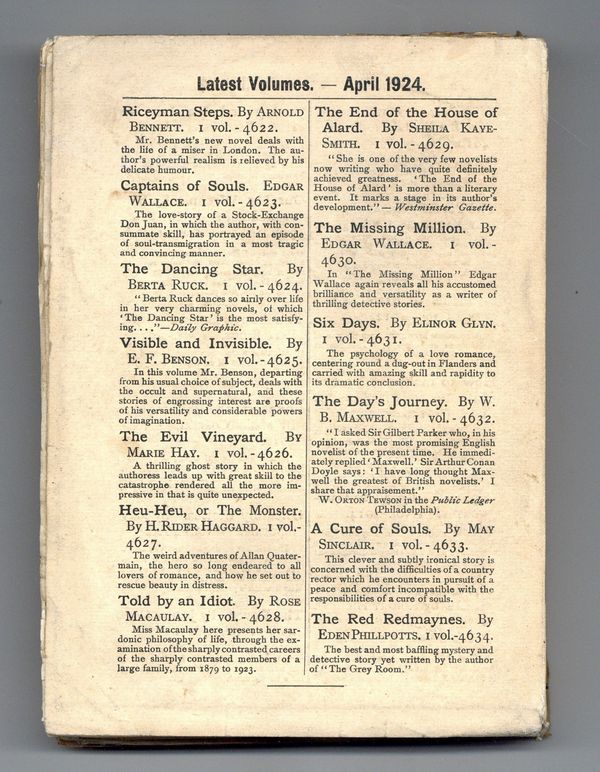 Latest Volumes. — April 1924.
Riceyman Steps. By ARNOLD
BENNETT. 1 vol. - 4622.
Mr. Bennett's new novel deals with
the life of a miser in London. The au-
thor's powerful realism is relieved by his
delicate humour.
Captains of Souls. EDGAR
WALLACE. 1 vol. - 4623.
The love-story of a Stock-Exchange
Don Juan, in which the author, with con-
summate skill, has portrayed an episode
of soul-transmigration in a most tragic
and convincing manner.
The Dancing Star. By
BERTA RUCK. 1 vol. - 4624.
"Berta Ruck dances so airily over life
in her very charming novels, of which
'The Dancing Star' is the most satisfy-
ing. . . ."—Daily Graphic.
Visible and Invisible. By
E. F. BENSON. 1 vol. - 4625.
In this volume Mr. Benson, departing
from his usual choice of subject, deals with
the occult and supernatural, and these
stories of engrossing interest are proofs
of his versatility and considerable powers
of imagination.
The Evil Vineyard. By
MARIE HAY. 1 vol. - 4626.
A thrilling ghost story in which the
authoress leads up with great skill to the
catastrophe rendered all the more im-
pressive in that is quite unexpected.
Heu-Heu, or The Monster.
By H. RIDER HAGGARD. 1 vol.-
4627.
The weird adventures of Allan Quater-
main, the hero so long endeared to all
lovers of romance, and how he set out to
rescue beauty in distress.
Told by an Idiot. By ROSE
MACAULAY. 1 vol. - 4628.
Miss Macaulay here presents her sar-
donic philosophy of life, through the ex-
amination of the sharply contrasted careers
of the sharply contrasted members of a
large family, from 1879 to 1923.
The End of the House of
Alard. By SHEILA KAYE-
SMITH. 1 vol. - 4629.
"She is one of the very few novelists
now writing who have quite definitely
achieved greatness. 'The End of the
House of Alard' is more than a literary
event. It marks a stage in its author's
development."— Westminster Gazette.
The Missing Million. By
EDGAR WALLACE. 1 vol. -
4630.
In "The Missing Million" Edgar
Wallace again reveals all his accustomed
brilliance and versatility as a writer of
thrilling detective stories.
Six Days. By ELINOR GLYN.
1 vol. - 4631.
The psychology of a love romance,
centering round a dug-out in Flanders and
carried with amazing skill and rapidity to
its dramatic conclusion.
The Day's Journey. By W.
B. MAXWELL. 1 vol. - 4632.
"I asked Sir Gilbert Parker who, in his
opinion, was the most promising English
novelist of the present time. He immedi-
ately replied 'Maxwell.' Sir Arthur Conan
Doyle says: 'I have long thought Max-
well the greatest of British novelists.' I
share that appraisement."
W. ORTON TEWSON in the Public Ledger
(Philadelphia).
A Cure of Souls. By MAY
SINCLAIR. 1 vol. - 4633.
This clever and subtly ironical story is
concerned with the difficulties of a country
rector which he encounters in pursuit of a
peace and comfort incompatible with the
responsibilities of a cure of souls.
The Red Redmaynes. By
EDEN PHILLPOTTS. 1 vol.-4634.
The best and most baffling mystery and
detective story yet written by the author
of "The Grey Room."